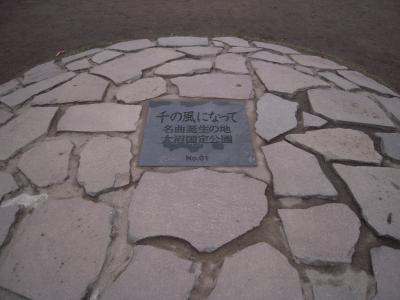 千の風になって
名曲誕生の地
大沼国定公園
No.01